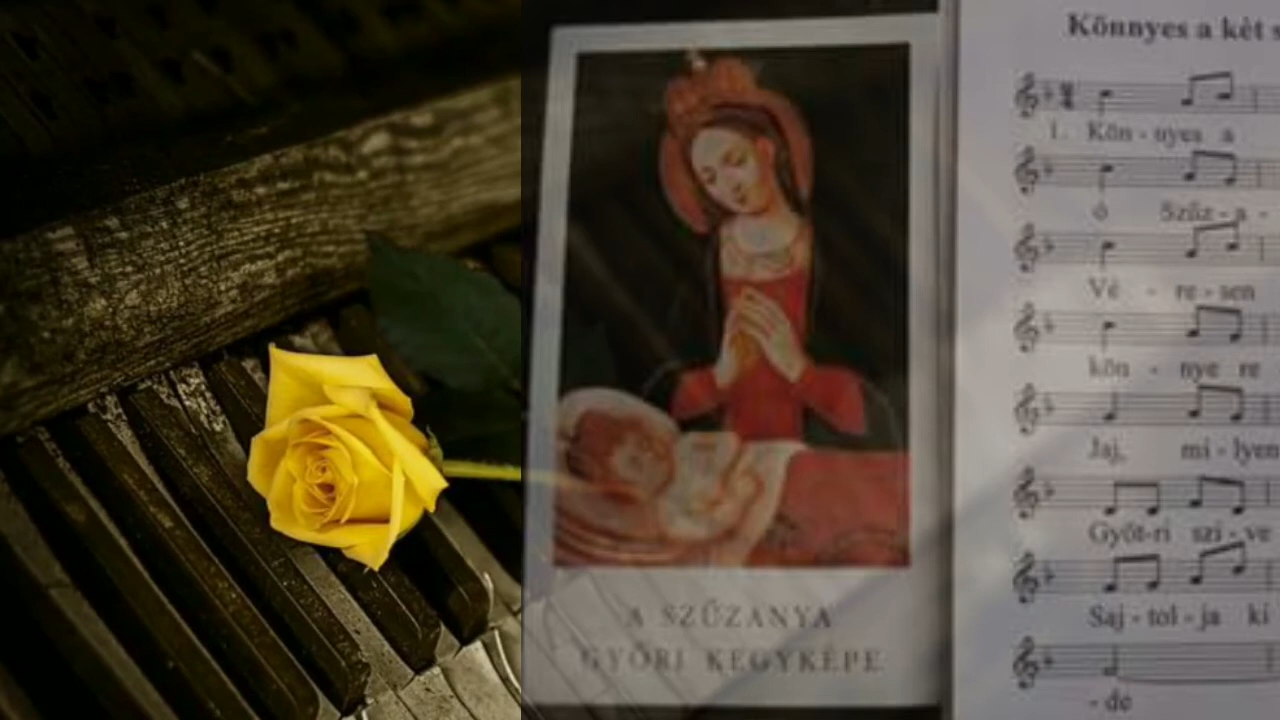 A SZŰZANYA
GYŐRI KEGYKÉPE
Könnyes a két s
1. Kön - nyes a
ó Szűz - a -
Vé - re - sen
kön - nye re
Jaj, mi - lyen
Győt - ri szi - ve
Saj - tol - ja ki
- de